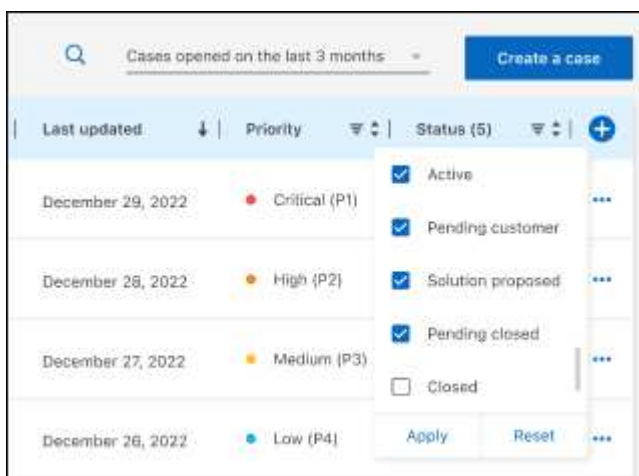 Cases opened on the last 3 months
Create a case
Last updated Priority Status (5)
Active
December 29, 2022 Critical (P1)
Pending customer
December 28, 2022 High (P2) Solution proposed
Pending closed
December 27, 2022 Medium (P3)
Closed
December 26, 2022 Low (P4) Apply Reset